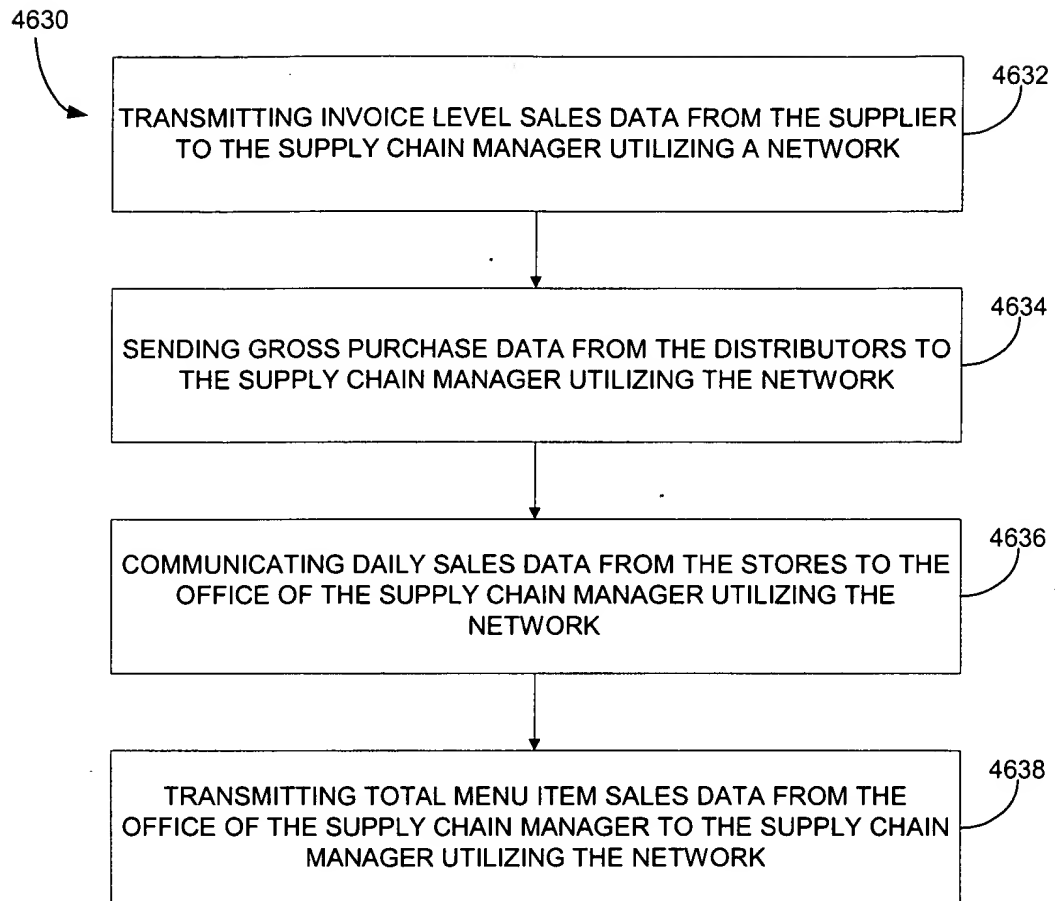 4630
4632
TRANSMITTING INVOICE LEVEL SALES DATA FROM THE SUPPLIER
TO THE SUPPLY CHAIN MANAGER UTILIZING A NETWORK
4634
SENDING GROSS PURCHASE DATA FROM THE DISTRIBUTORS TO
THE SUPPLY CHAIN MANAGER UTILIZING THE NETWORK
4636
COMMUNICATING DAILY SALES DATA FROM THE STORES TO THE
OFFICE OF THE SUPPLY CHAIN MANAGER UTILIZING THE
NETWORK
4638
TRANSMITTING TOTAL MENU ITEM SALES DATA FROM THE
OFFICE OF THE SUPPLY CHAIN MANAGER TO THE SUPPLY CHAIN
MANAGER UTILIZING THE NETWORK